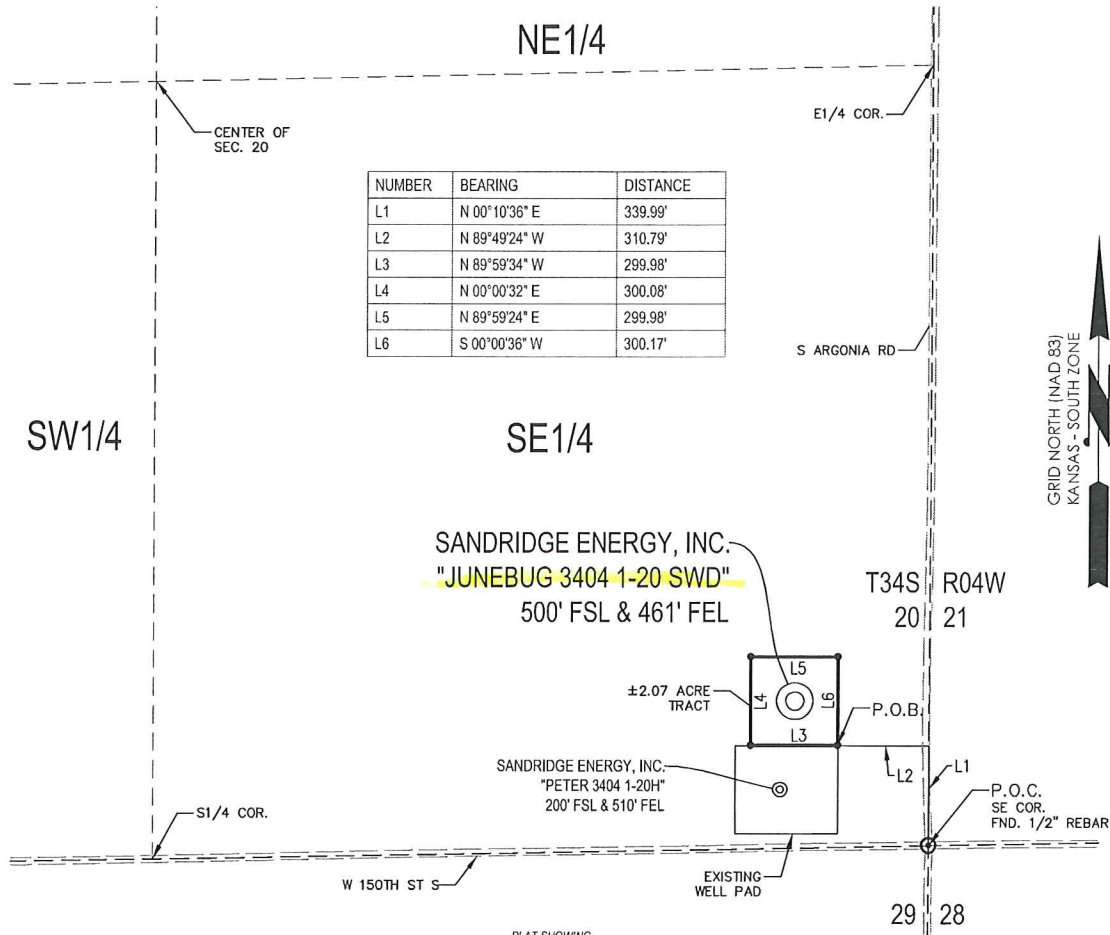 NE1/4
CENTER OF
SEC. 20
E1/4 COR.
NUMBER BEARING DISTANCE
L1 N 00°10'36" E 339.99'
L2 N 89°49'24" W 310.79'
L3 N 89°59'34" W 299.98'
L4 N 00°00'32" E 300.08'
L5 N 89°59'24" E 299.98'
L6 S 00°00'36" W 300.17'
S ARGONIA RD
GRID NORTH (NAD 83)
KANSAS - SOUTH ZONE
SW1/4
SE1/4
SANDRIDGE ENERGY, INC.
"JUNEBUG 3404 1-20 SWD"
500' FSL & 461' FEL
T34S R04W
20 21
L5
±2.07 ACRE
TRACT
L4
L6
P.O.B.
L3
L2
L1
SANDRIDGE ENERGY, INC.
"PETER 3404 1-20H"
200' FSL & 510' FEL
P.O.C.
SE COR.
FND. 1/2" REBAR
S1/4 COR.
W 150TH ST S
EXISTING
WELL PAD
29 28
PLAT SHOWING